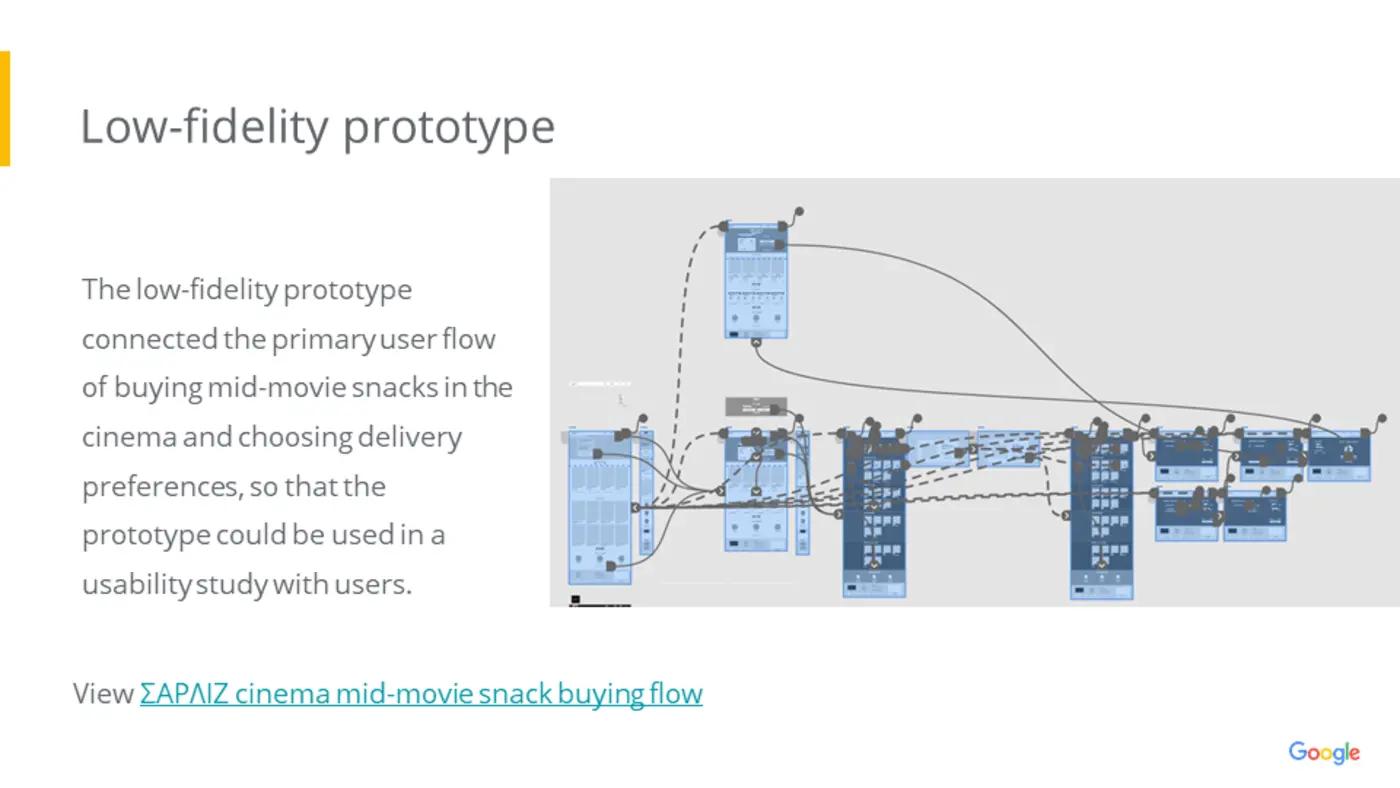 Low-fidelity prototype
The low-fidelity prototype
connected the primary user flow
of buying mid-movie snacks in the
cinema and choosing delivery
preferences, so that the
prototype could be used in a
usability study with users.
View ΣΑΡΛΙΖ cinema mid-movie snack buying flow
Google